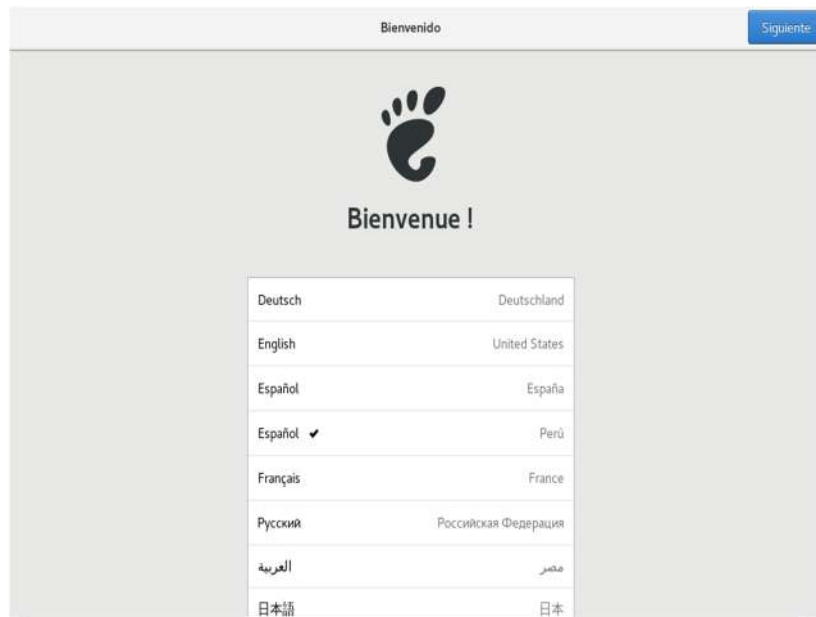 Bienvenido
Siguiente
Bienvenue !
Deutsch Deutschland
English United States
Español España
Español ✔ Perú
Français France
Русский Российская Федерация
العربية مصر
日本語 日本